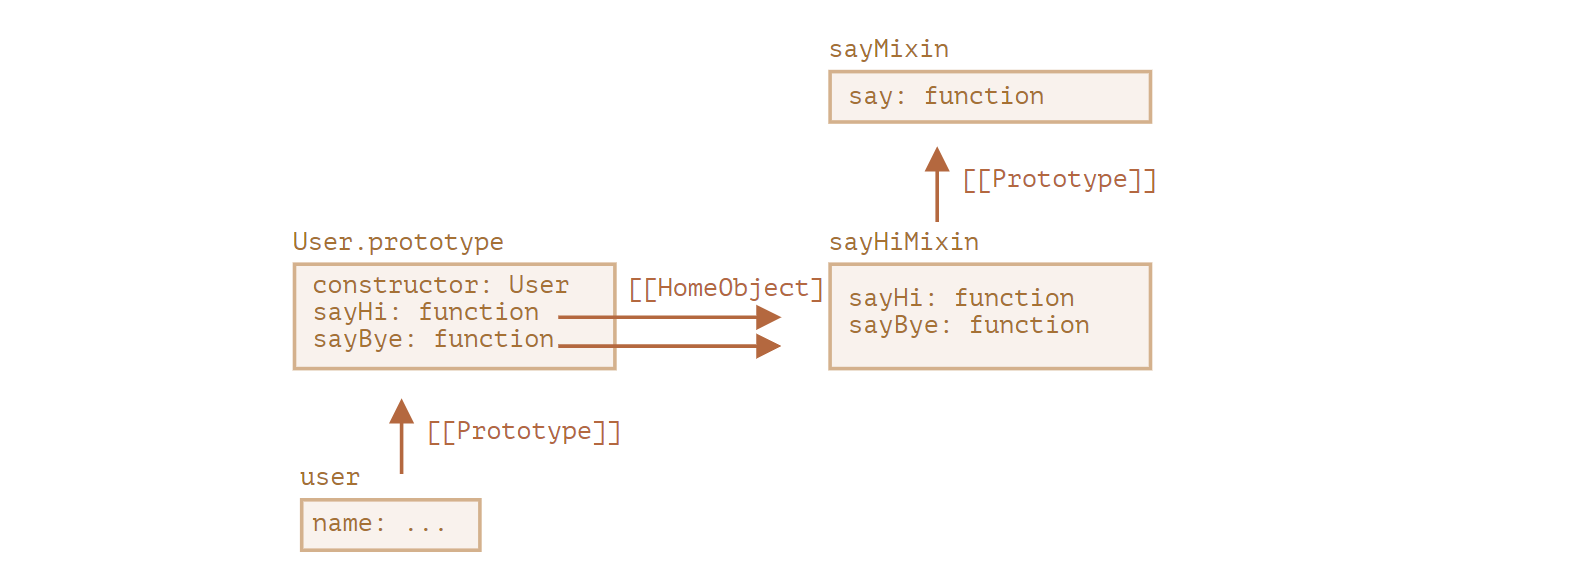 sayMixin
say: function
[[Prototype]]
User.prototype
constructor: User
sayHi: function
sayBye: function
[[HomeObject]
sayHiMixin
sayHi: function
sayBye: function
[[Prototype]]
user
name: ...